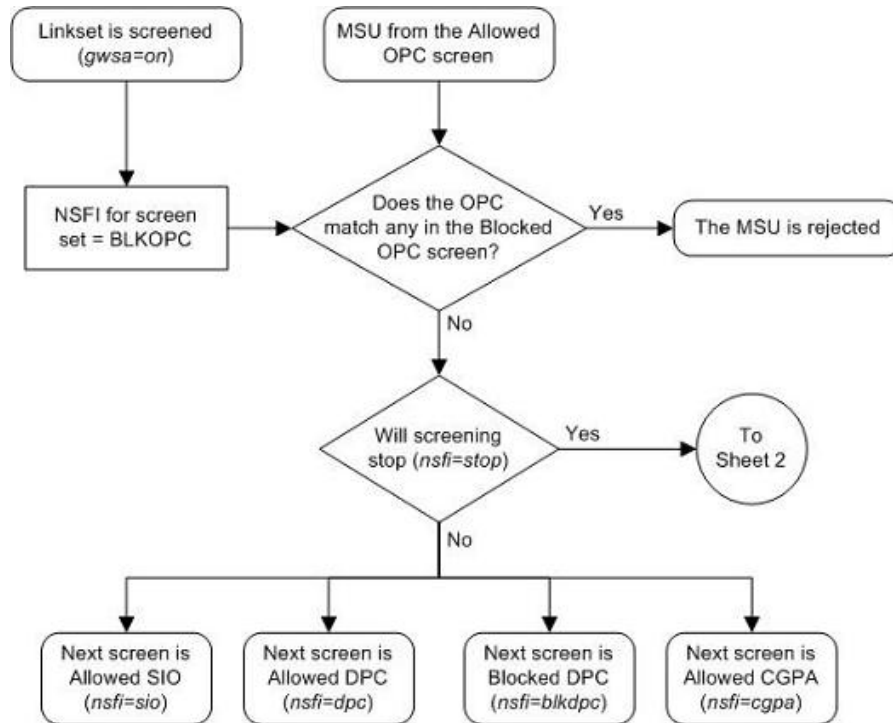 Linkset is screened
(gwsa=on)
MSU from the Allowed
OPC screen
NSFI for screen
set = BLKOPC
Does the OPC
match any in the Blocked
OPC screen?
Yes
The MSU is rejected
No
Will screening
stop (nsfi=stop)
Yes
To
Sheet 2
No
Next screen is
Allowed SIO
(nsfi=sio)
Next screen is
Allowed DPC
(nsfi=dpc)
Next screen is
Blocked DPC
(nsfi=blkdpc)
Next screen is
Allowed CGPA
(nsfi=cgpa)